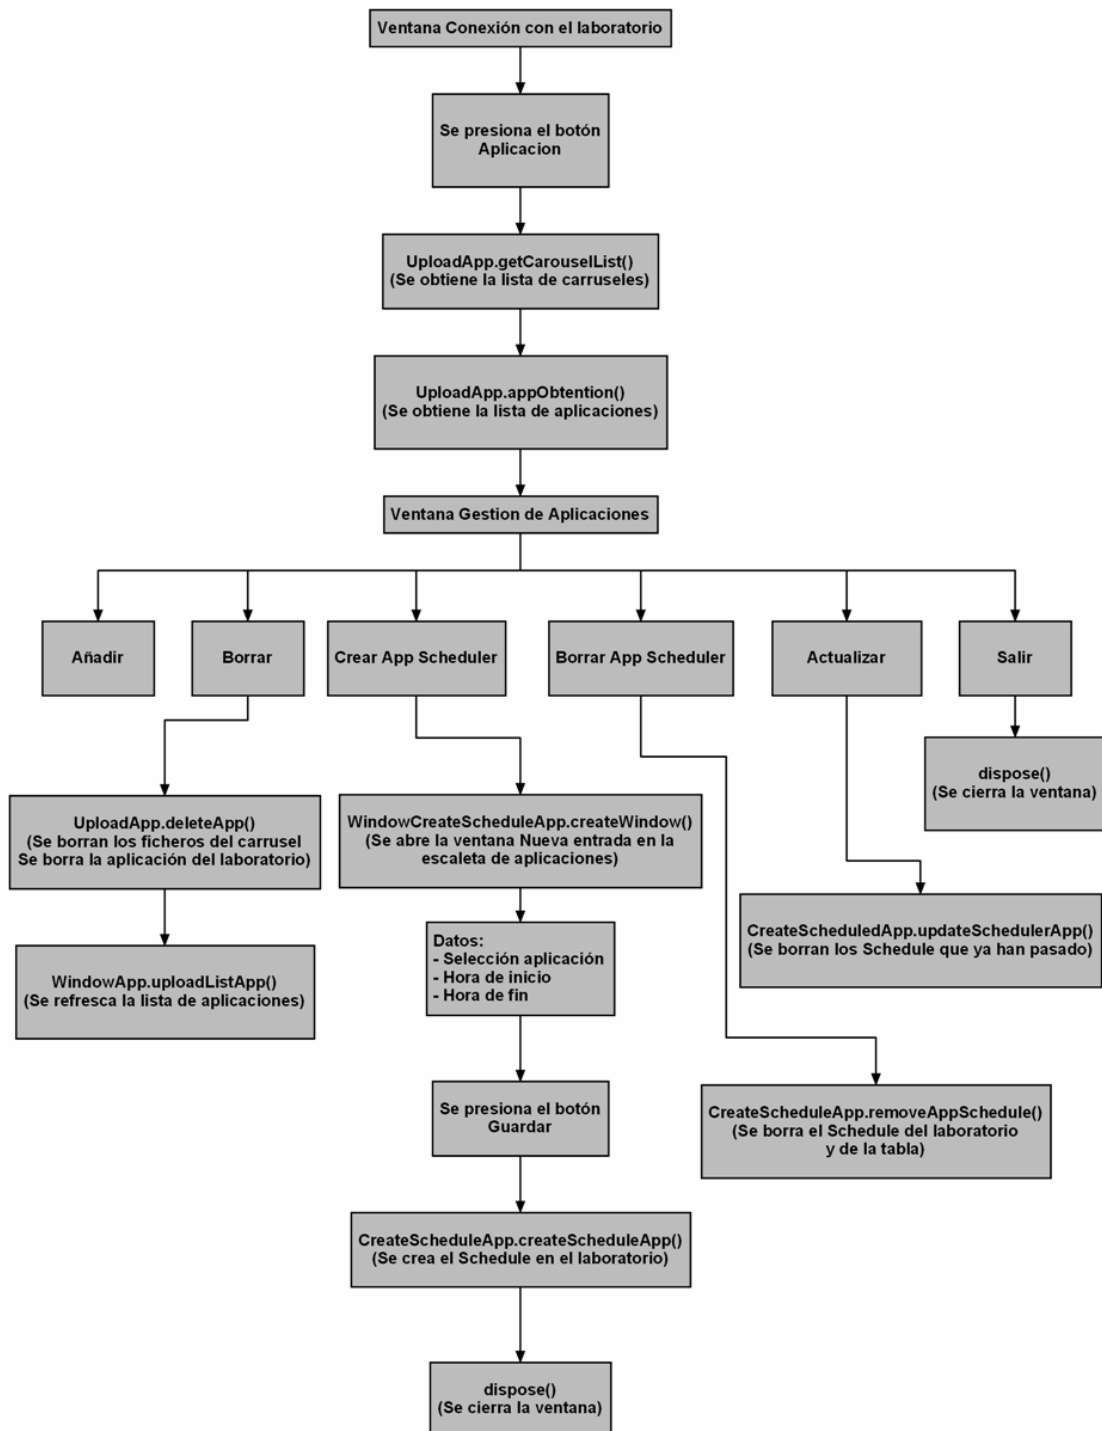 Ventana Conexión con el laboratorio
Se presiona el botón
Aplicacion
UploadApp.getCarouselList()
(Se obtiene la lista de carruseles)
UploadApp.appObtention()
(Se obtiene la lista de aplicaciones)
Ventana Gestion de Aplicaciones
Añadir
Borrar
Crear App Scheduler
Borrar App Scheduler
Actualizar
Salir
dispose()
(Se cierra la ventana)
UploadApp.deleteApp()
(Se borran los ficheros del carrusel
Se borra la aplicación del laboratorio)
WindowCreateScheduleApp.createWindow()
(Se abre la ventana Nueva entrada en la
escaleta de aplicaciones)
CreateScheduledApp.updateSchedulerApp()
(Se borran los Schedule que ya han pasado)
WindowApp.uploadListApp()
(Se refresca la lista de aplicaciones)
Datos:
- Selección aplicación
- Hora de inicio
- Hora de fin
Se presiona el botón
Guardar
CreateScheduleApp.removeAppSchedule()
(Se borra el Schedule del laboratorio
y de la tabla)
CreateScheduleApp.createScheduleApp()
(Se crea el Schedule en el laboratorio)
dispose()
(Se cierra la ventana)